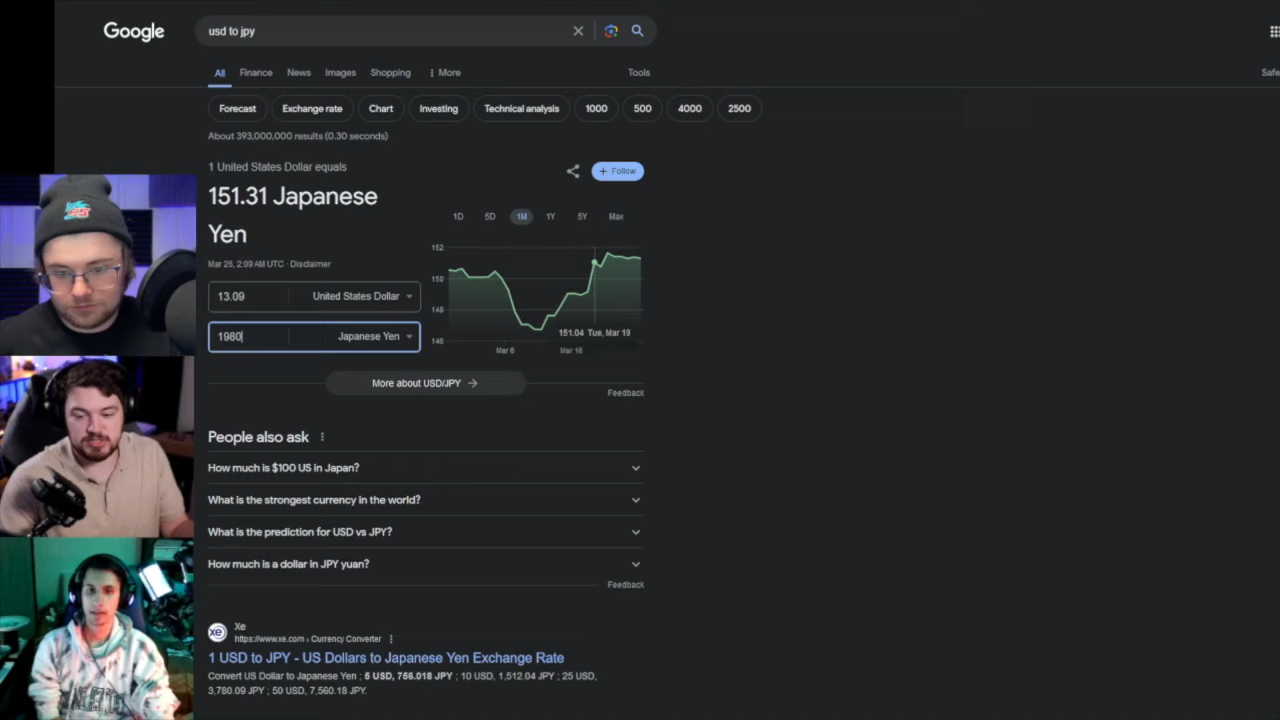 Google
usd to jpy
All Finance News Images Shopping More Tools
Safe
Forecast Exchange rate Chart Investing Technical analysis 1000 500 4000 2500
About 393,000,000 results (0.30 seconds)
1 United States Dollar equals
+ Follow
151.31 Japanese
Yen
1D 5D 1M 1Y 5Y Max
Mar 26, 2:09 AM UTC · Disclaimer
13.09 United States Dollar
1980 Japanese Yen
152
150
148
146
151.04 Tue, Mar 19
Mar 6 Mar 16
More about USD/JPY →
Feedback
People also ask
How much is $100 US in Japan?
What is the strongest currency in the world?
What is the prediction for USD vs JPY?
How much is a dollar in JPY yuan?
Feedback
xe Xe
https://www.xe.com › Currency Converter
1 USD to JPY - US Dollars to Japanese Yen Exchange Rate
Convert US Dollar to Japanese Yen ; 5 USD, 756.018 JPY ; 10 USD, 1,512.04 JPY ; 25 USD,
3,780.09 JPY ; 50 USD, 7,560.18 JPY.